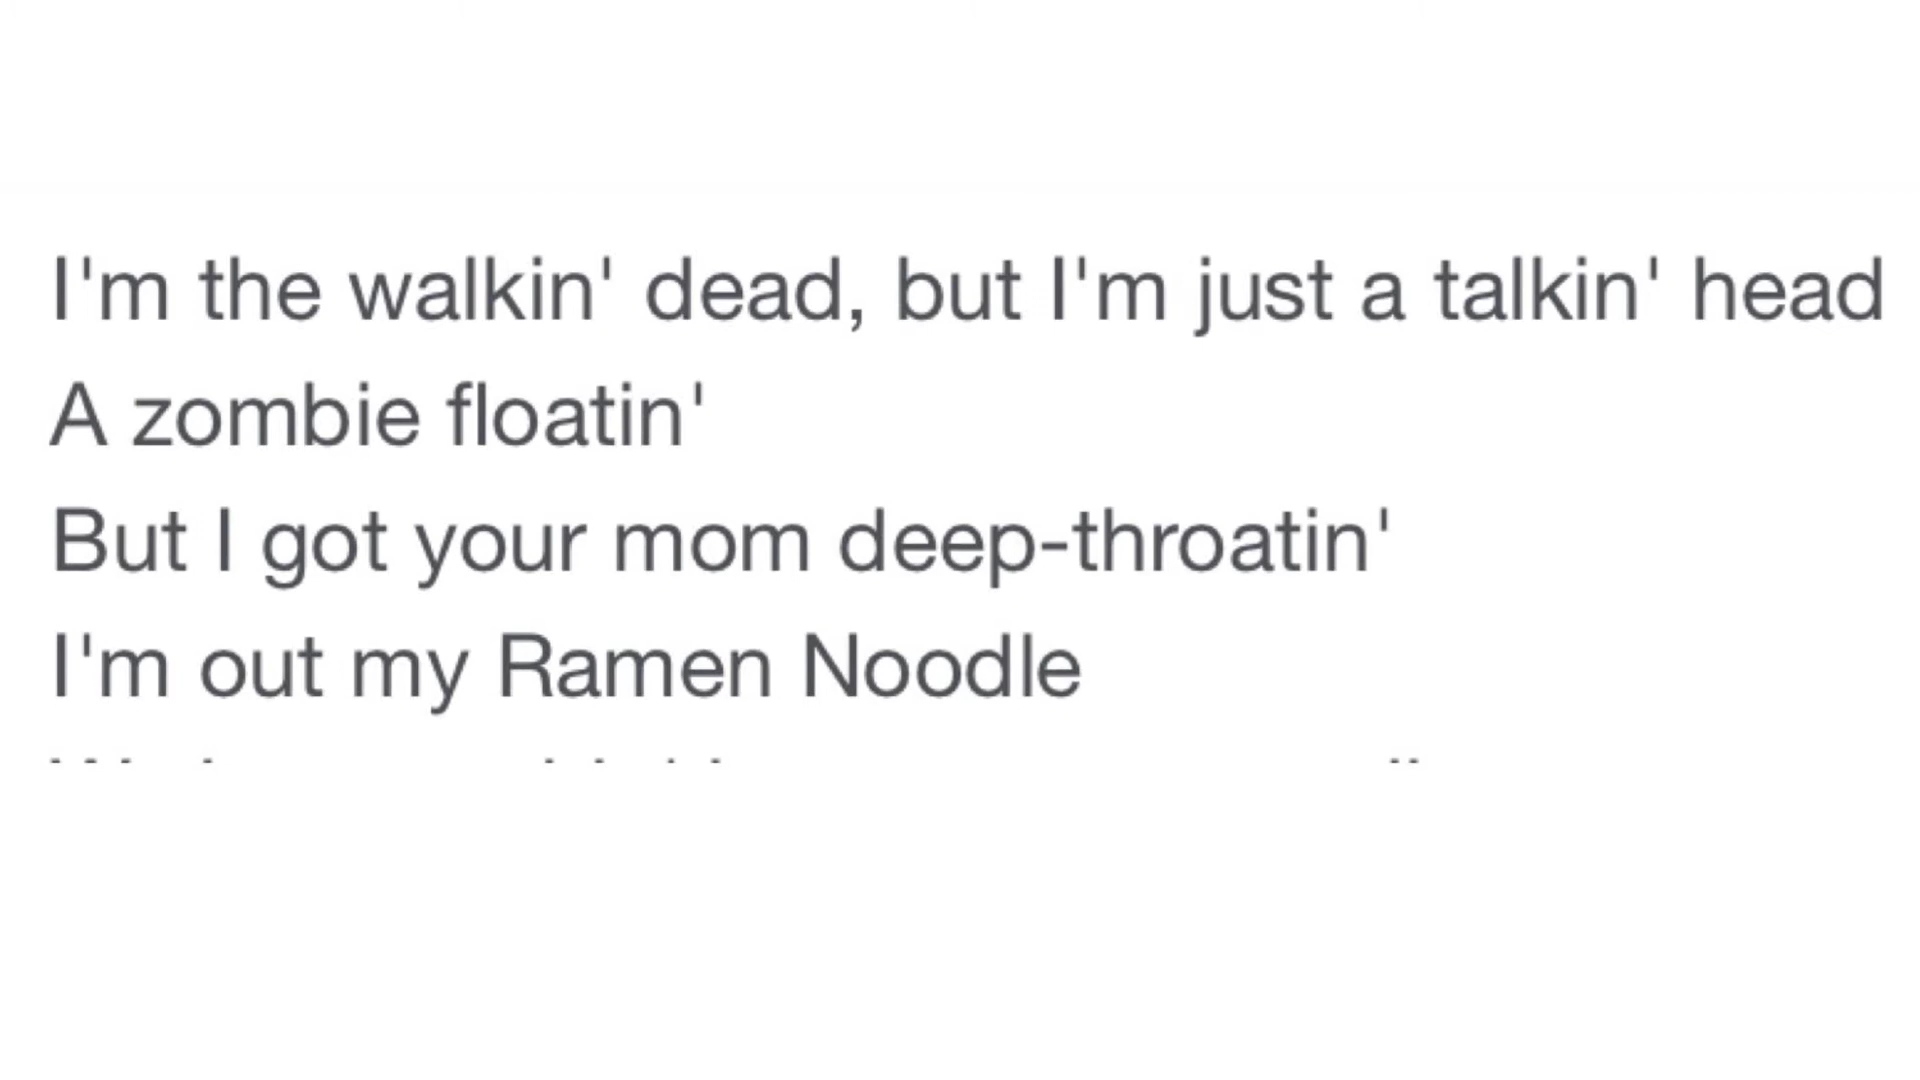 I'm the walkin' dead, but I'm just a talkin' head
A zombie floatin'
But I got your mom deep-throatin'
I'm out my Ramen Noodle